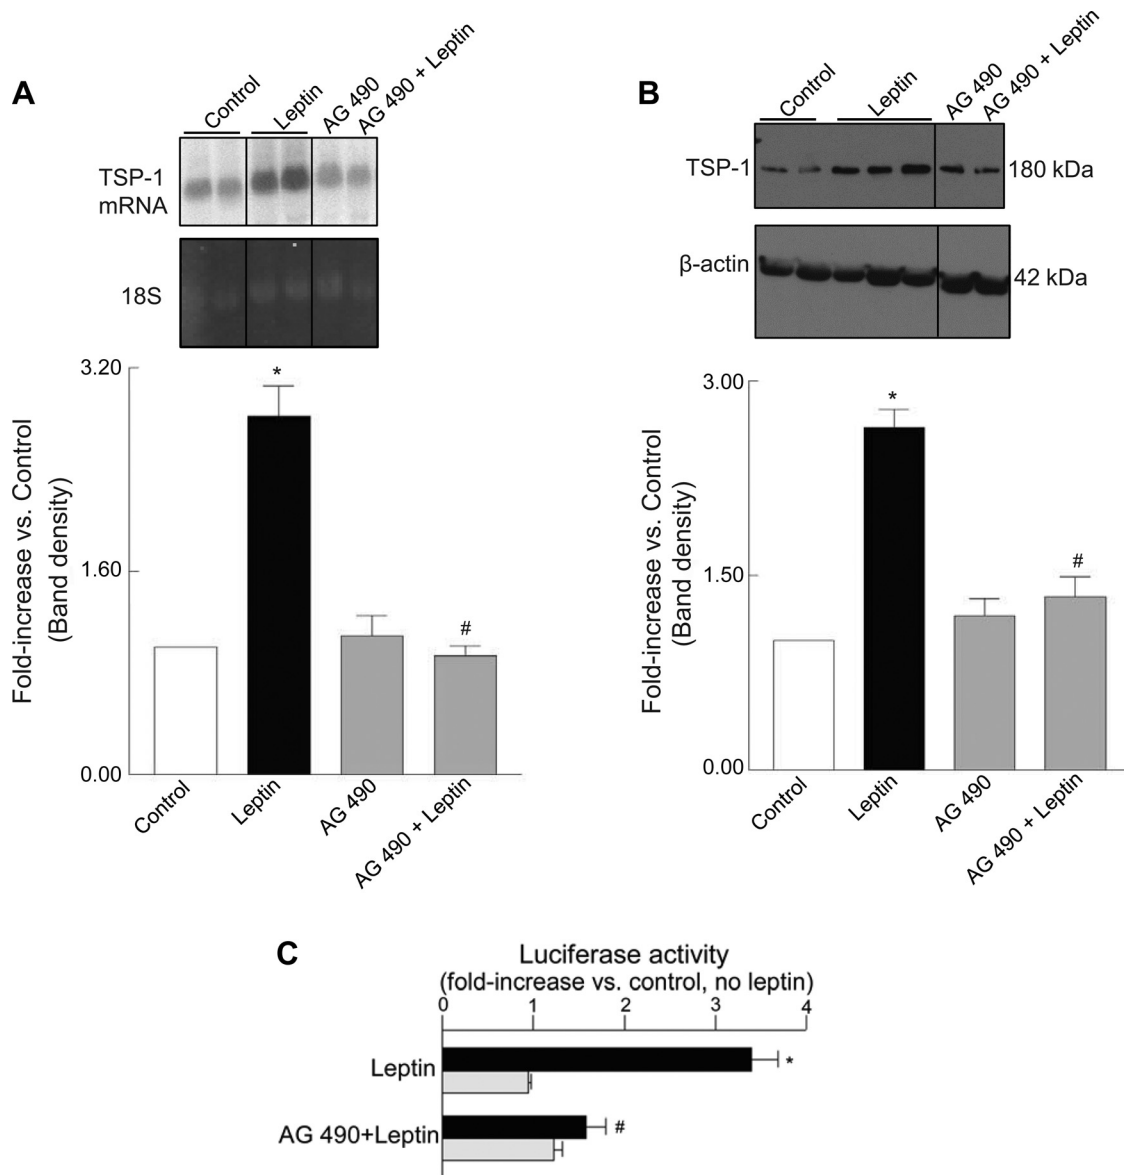 A
Control
Leptin
AG 490
AG 490 + Leptin
TSP-1
mRNA
18S
Fold-increase vs. Control
(Band density)
3.20
1.60
0.00
*
#
Control
Leptin
AG 490
AG 490 + Leptin
B
Control
Leptin
AG 490
AG 490 + Leptin
TSP-1
180 kDa
β-actin
42 kDa
Fold-increase vs. Control
(Band density)
3.00
1.50
0.00
*
#
Control
Leptin
AG 490
AG 490 + Leptin
C
Luciferase activity
(fold-increase vs. control, no leptin)
0 1 2 3 4
Leptin
*
AG 490+Leptin
#